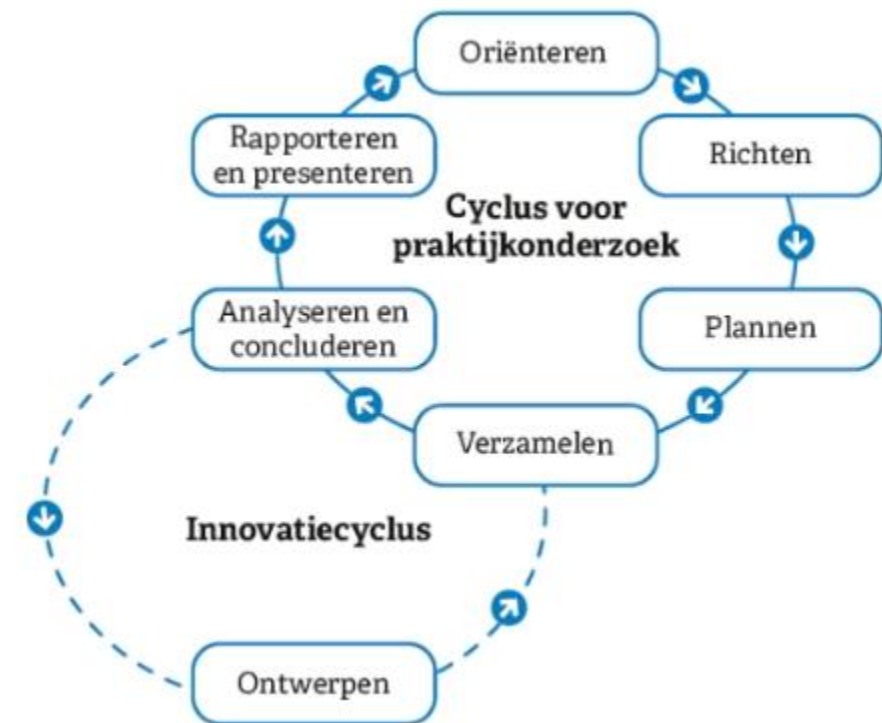 Oriënteren
Rapporteren
en presenteren
Richten
Cyclus voor
praktijkonderzoek
Analyseren en
concluderen
Plannen
Verzamelen
Innovatiecyclus
Ontwerpen